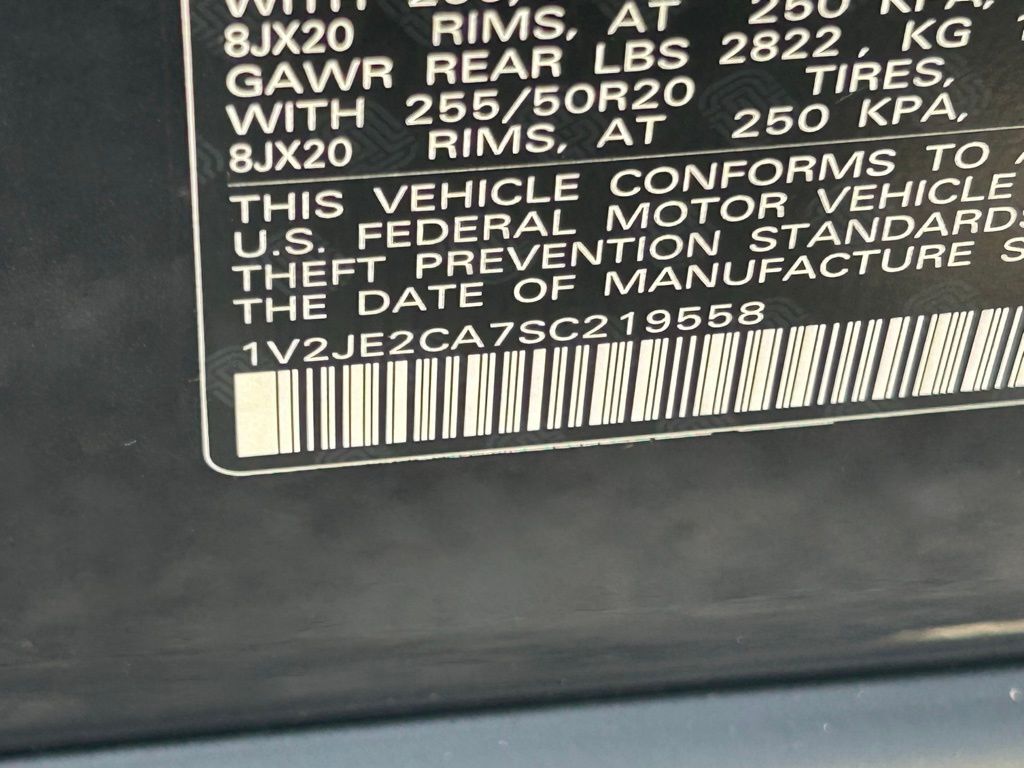 WITH
8JX20 RIMS, AT 250 KPA,
GAWR REAR LBS 2822, KG
WITH 255/50R20 TIRES,
8JX20 RIMS, AT 250 KPA,
THIS VEHICLE CONFORMS TO
U.S. FEDERAL MOTOR VEHICLE
THEFT PREVENTION STANDARDS
THE DATE OF MANUFACTURE
1V2JE2CA7SC219558